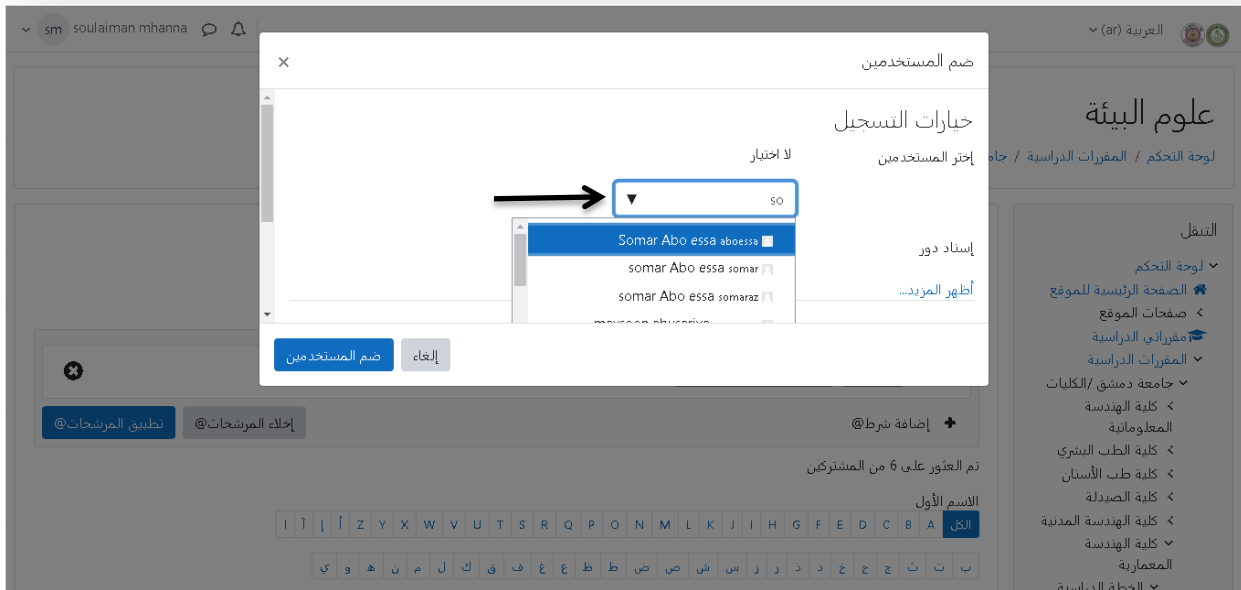 العربية (ar)
soulaiman mhanna
sm
ضم المستخدمين
×
علوم البيئة
لوحة التحكم / المقررات الدراسية / جام
خيارات التسجيل
إختر المستخدمين
لا اختيار
so
Somar Abo essa aboessa
somar Abo essa somar
somar Abo essa somaraz
إسناد دور
أظهر المزيد...
إلغاء
ضم المستخدمين
التنقل
لوحة التحكم
الصفحة الرئيسية للموقع
صفحات الموقع
مقرراتي الدراسية
المقررات الدراسية
جامعة دمشق /الكليات
كلية الهندسة
المعلوماتية
كلية الطب البشري
كلية طب الأسنان
كلية الصيدلة
كلية الهندسة المدنية
كلية الهندسة
المعمارية
الخطة الدراسية
إضافة شرط@
إخلاء المرشحات@
تطبيق المرشحات@
تم العثور على 6 من المشتركين
الاسم الأول
الكل A B C D E F G H I J K L M N O P Q R S T U V W X Y Z أ إ آ ا
ب ت ث ج ح خ د ذ ر ز س ش ص ض ط ظ ع غ ف ق ك ل م ن ه و ي